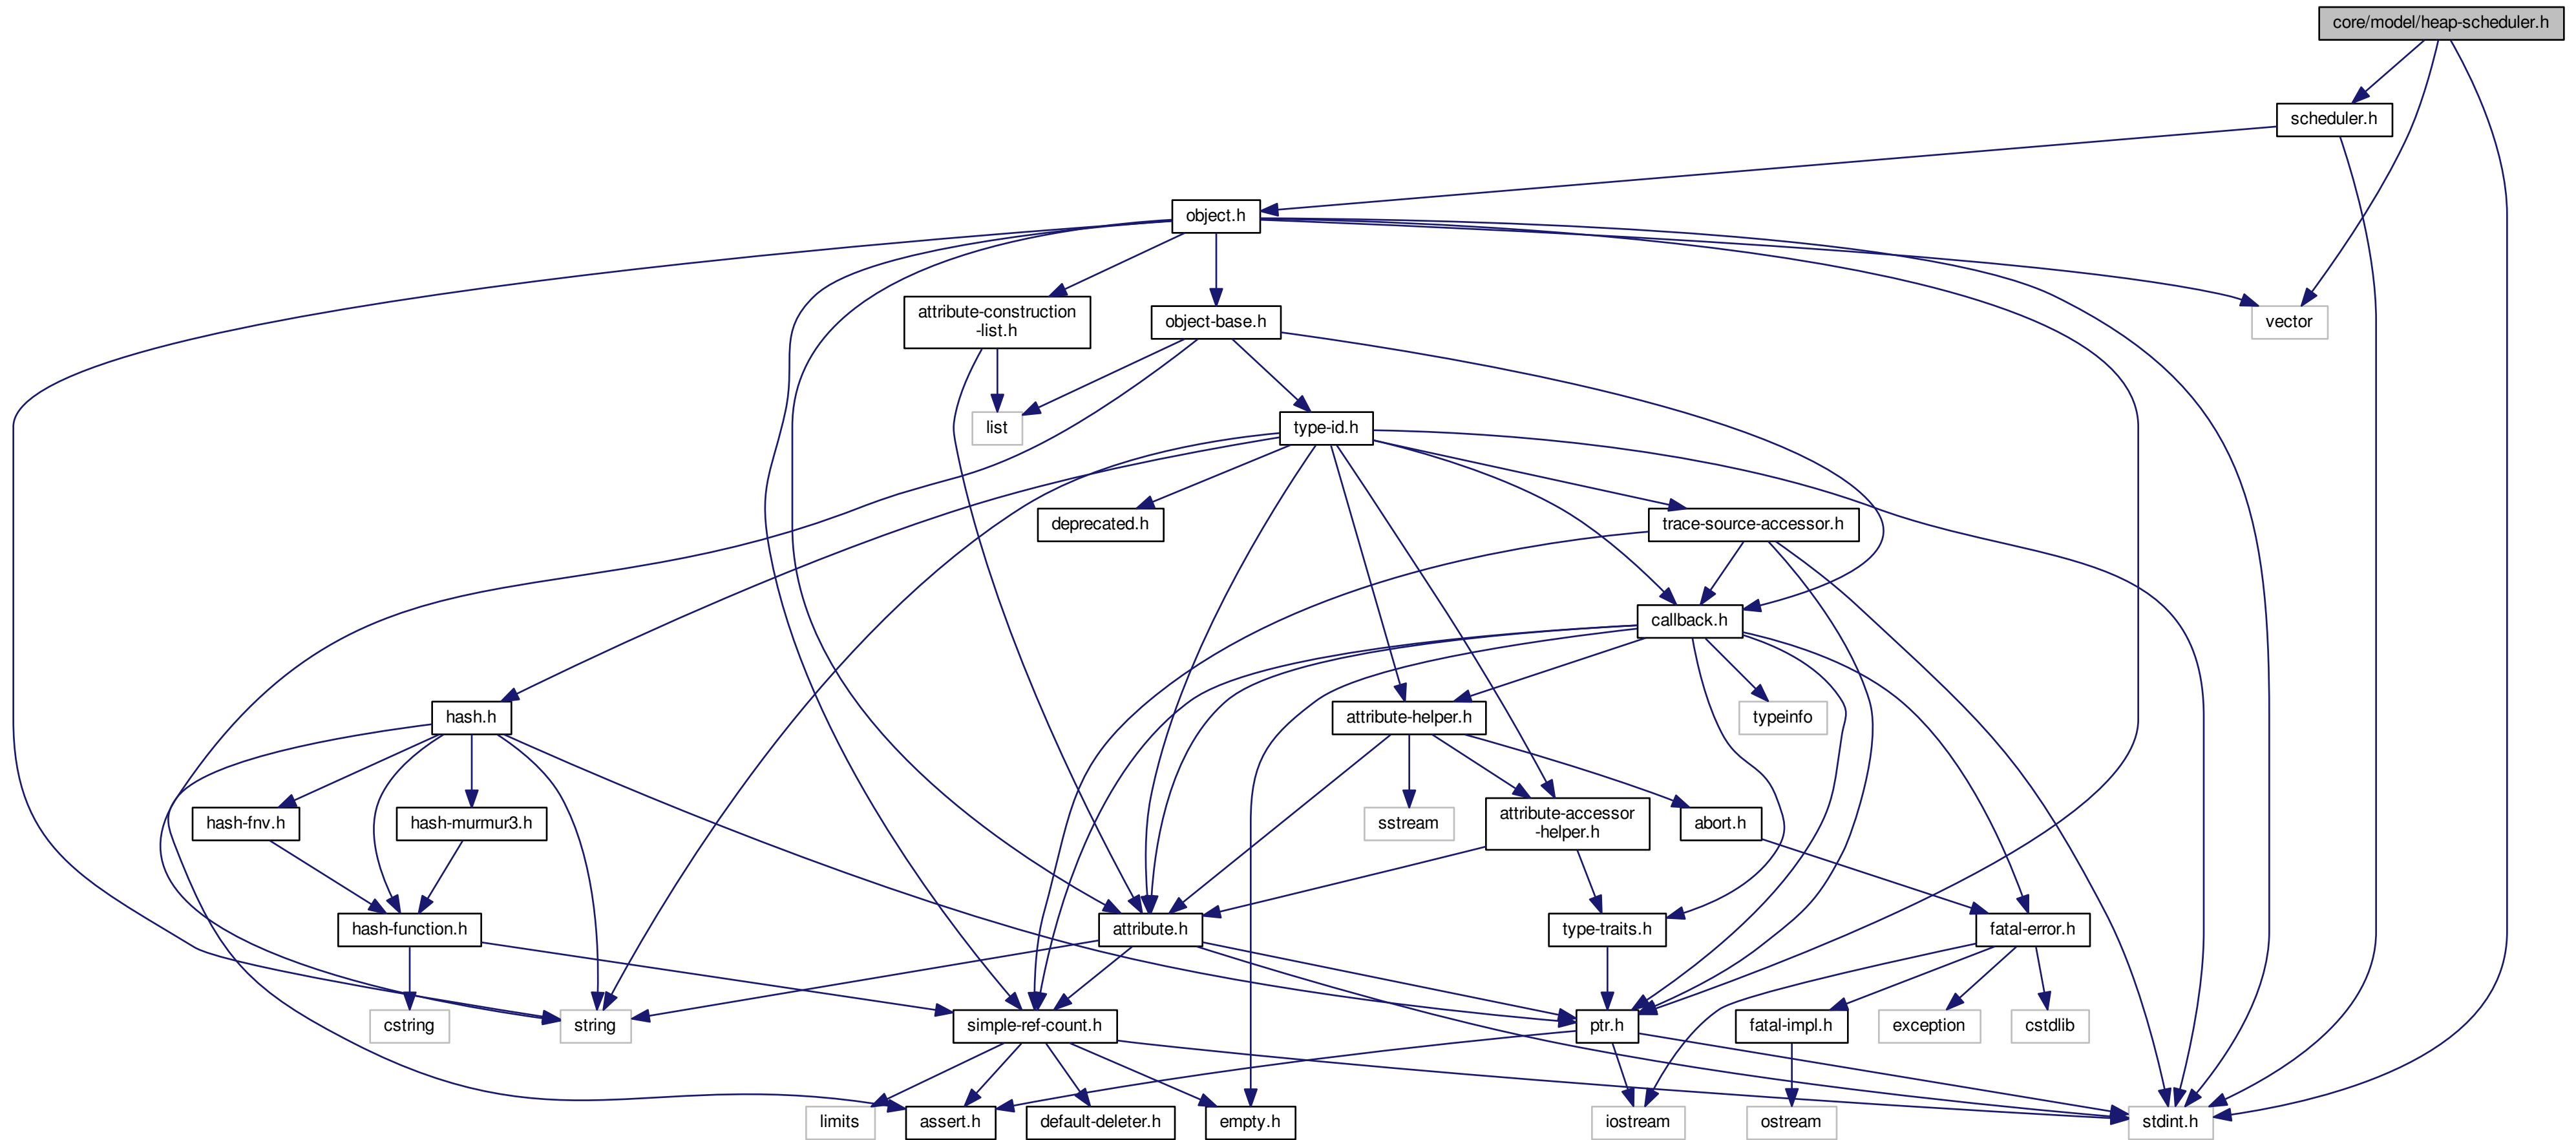 core/model/heap-scheduler.h
scheduler.h
object.h
attribute-construction
-list.h
object-base.h
vector
list
type-id.h
deprecated.h
trace-source-accessor.h
callback.h
hash.h
attribute-helper.h
typeinfo
hash-fnv.h
hash-murmur3.h
sstream
attribute-accessor
-helper.h
abort.h
hash-function.h
attribute.h
type-traits.h
fatal-error.h
cstring
string
simple-ref-count.h
ptr.h
fatal-impl.h
exception
cstdlib
limits
assert.h
default-deleter.h
empty.h
iostream
ostream
stdint.h